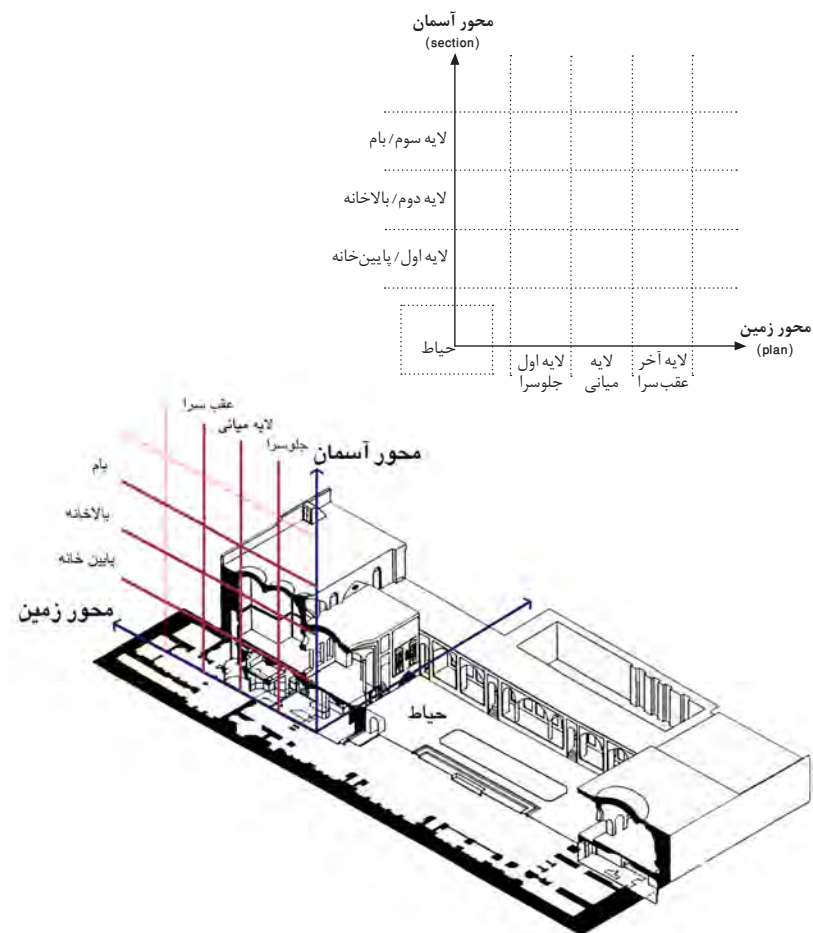 محور آسمان
(section)
لایه سوم/بام
لایه دوم/بالاخانه
لایه اول/پایین‌خانه
حیاط
لایه اول
جلوسرا
لایه
میانی
لایه آخر
عقب‌سرا
محور زمین
(plan)
عقب سرا
لایه میانی
جلوسرا
محور آسمان
بام
بالاخانه
پایین خانه
محور زمین
حیاط